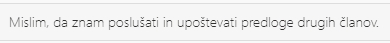 Mislim, da znam poslušati in upoštevati predloge drugih članov.